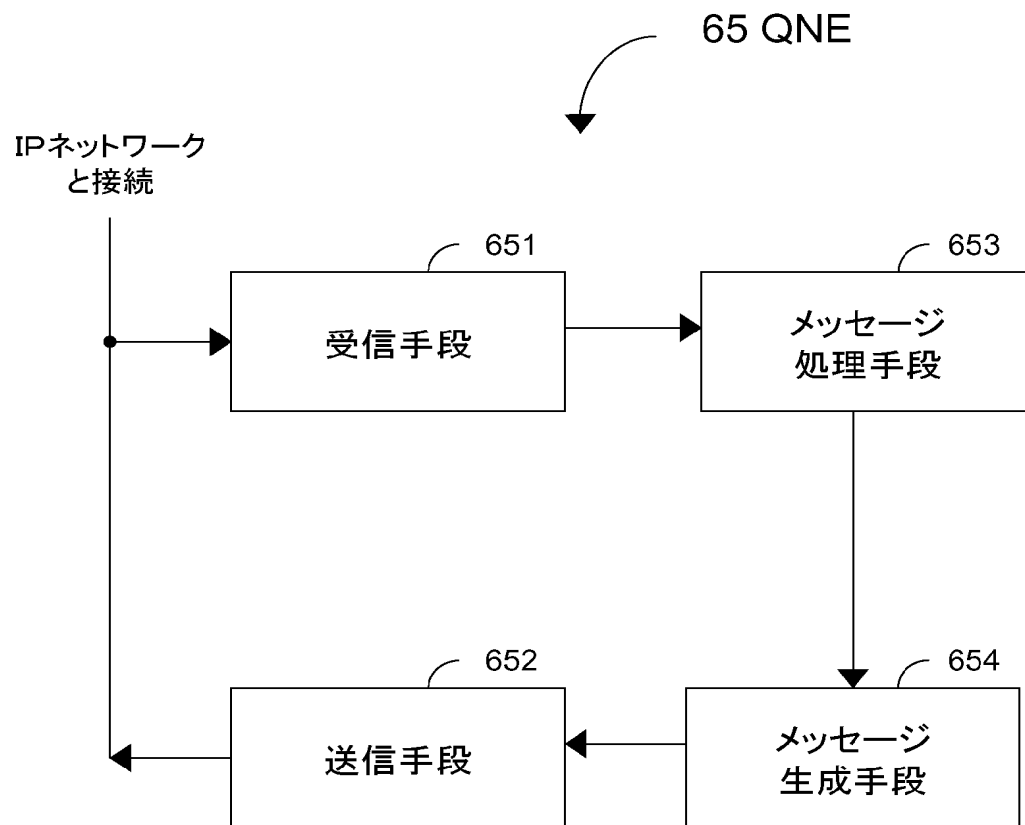 65 QNE
IPネットワーク
と接続
651
受信手段
653
メッセージ
処理手段
652
送信手段
654
メッセージ
生成手段